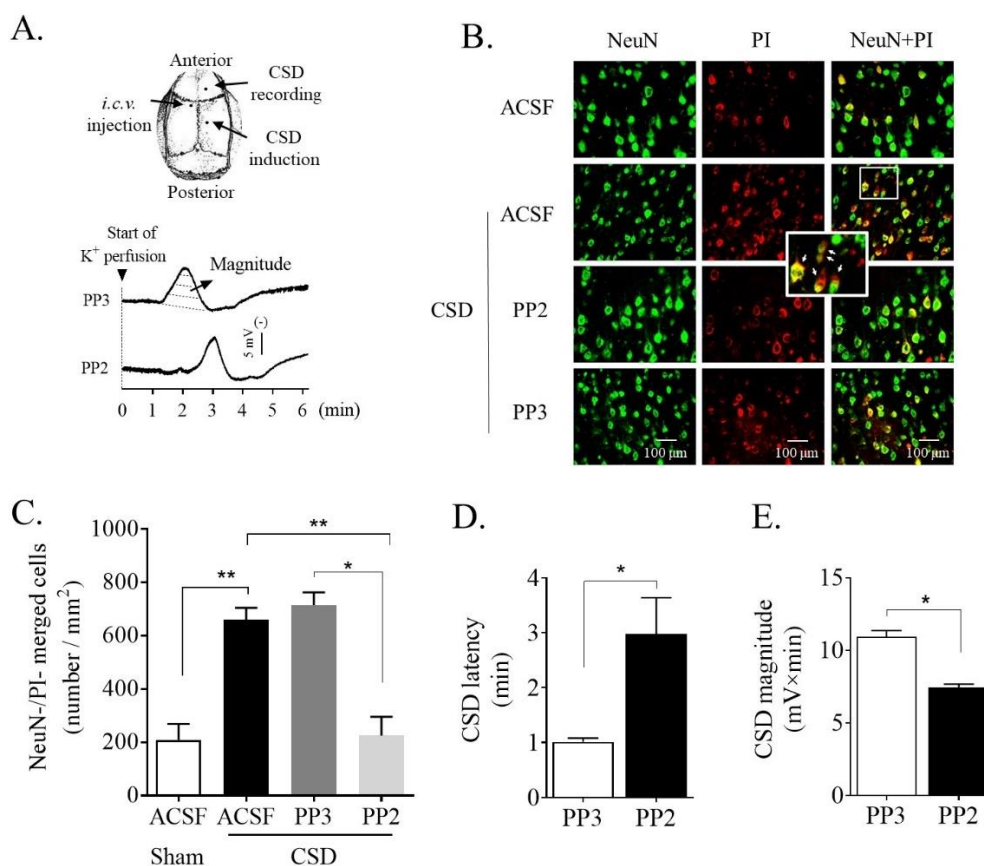 A.
Anterior
CSD
recording
i.c.v.
injection
CSD
induction
Posterior
Start of
K⁺ perfusion
Magnitude
PP3
5 mV (-)
PP2
0 1 2 3 4 5 6 (min)
B.
NeuN PI NeuN+PI
ACSF
ACSF
CSD
PP2
PP3
100 μm 100 μm 100 μm
C.
NeuN-/PI- merged cells
(number / mm²)
1000
800
600
400
200
0
**
**
*
ACSF ACSF PP3 PP2
Sham CSD
D.
CSD latency
(min)
4
3
2
1
0
*
PP3 PP2
E.
CSD magnitude
(mV×min)
15
10
5
0
*
PP3 PP2